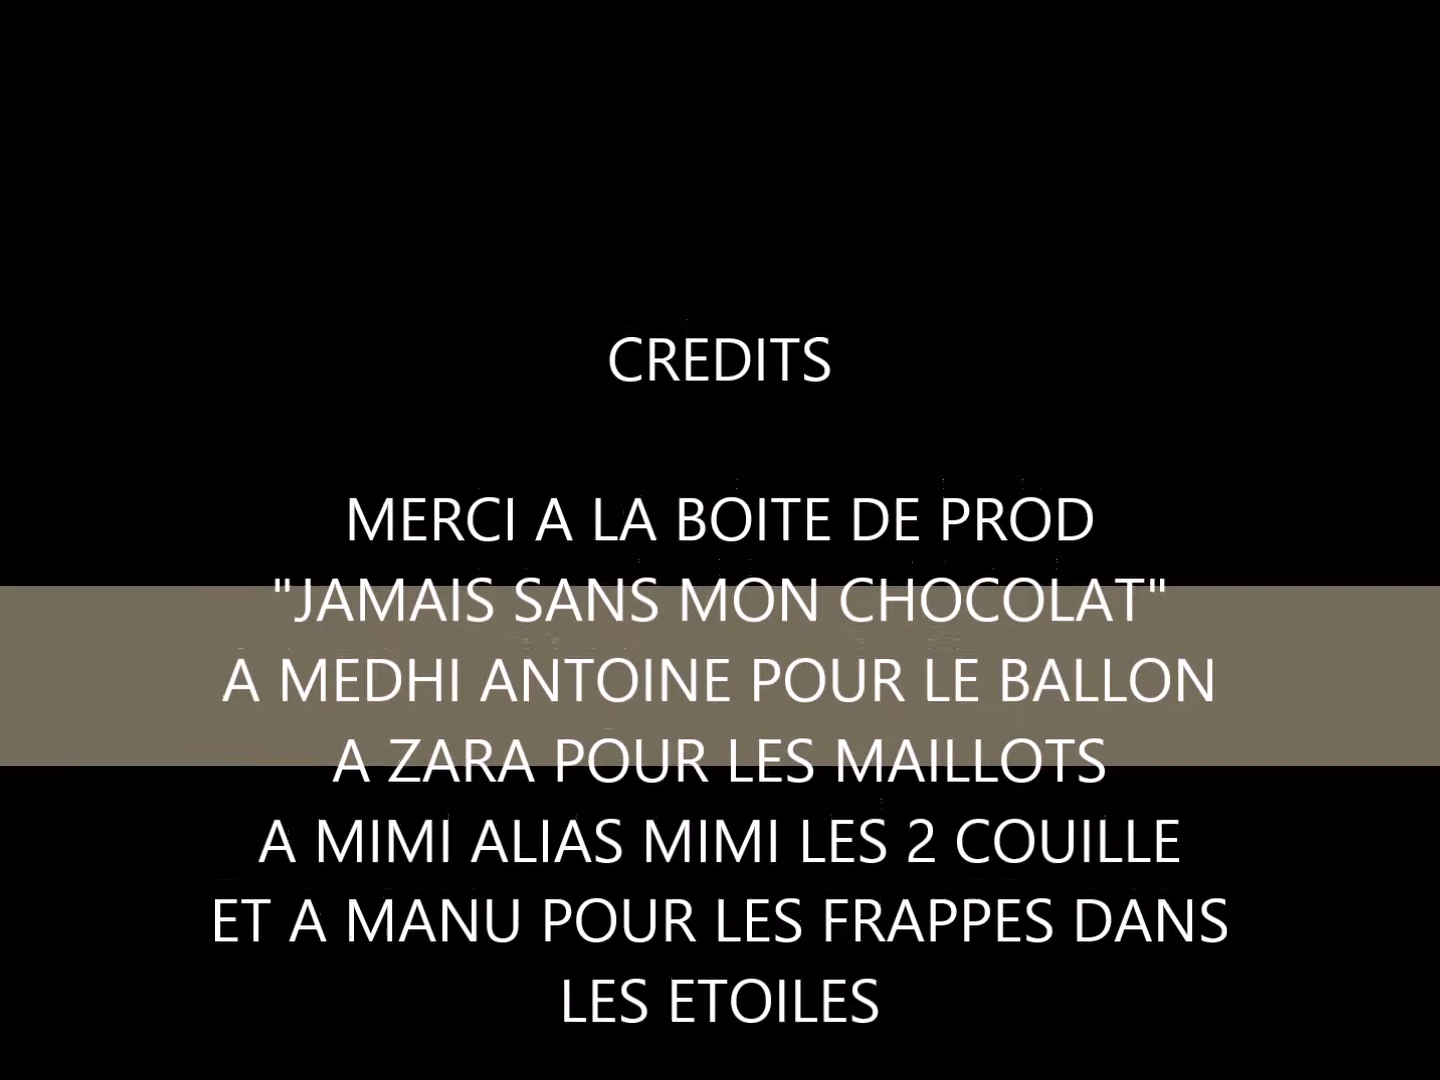 CREDITS
MERCI A LA BOITE DE PROD
"JAMAIS SANS MON CHOCOLAT"
A MEDHI ANTOINE POUR LE BALLON
A ZARA POUR LES MAILLOTS
A MIMI ALIAS MIMI LES 2 COUILLE
ET A MANU POUR LES FRAPPES DANS
LES ETOILES